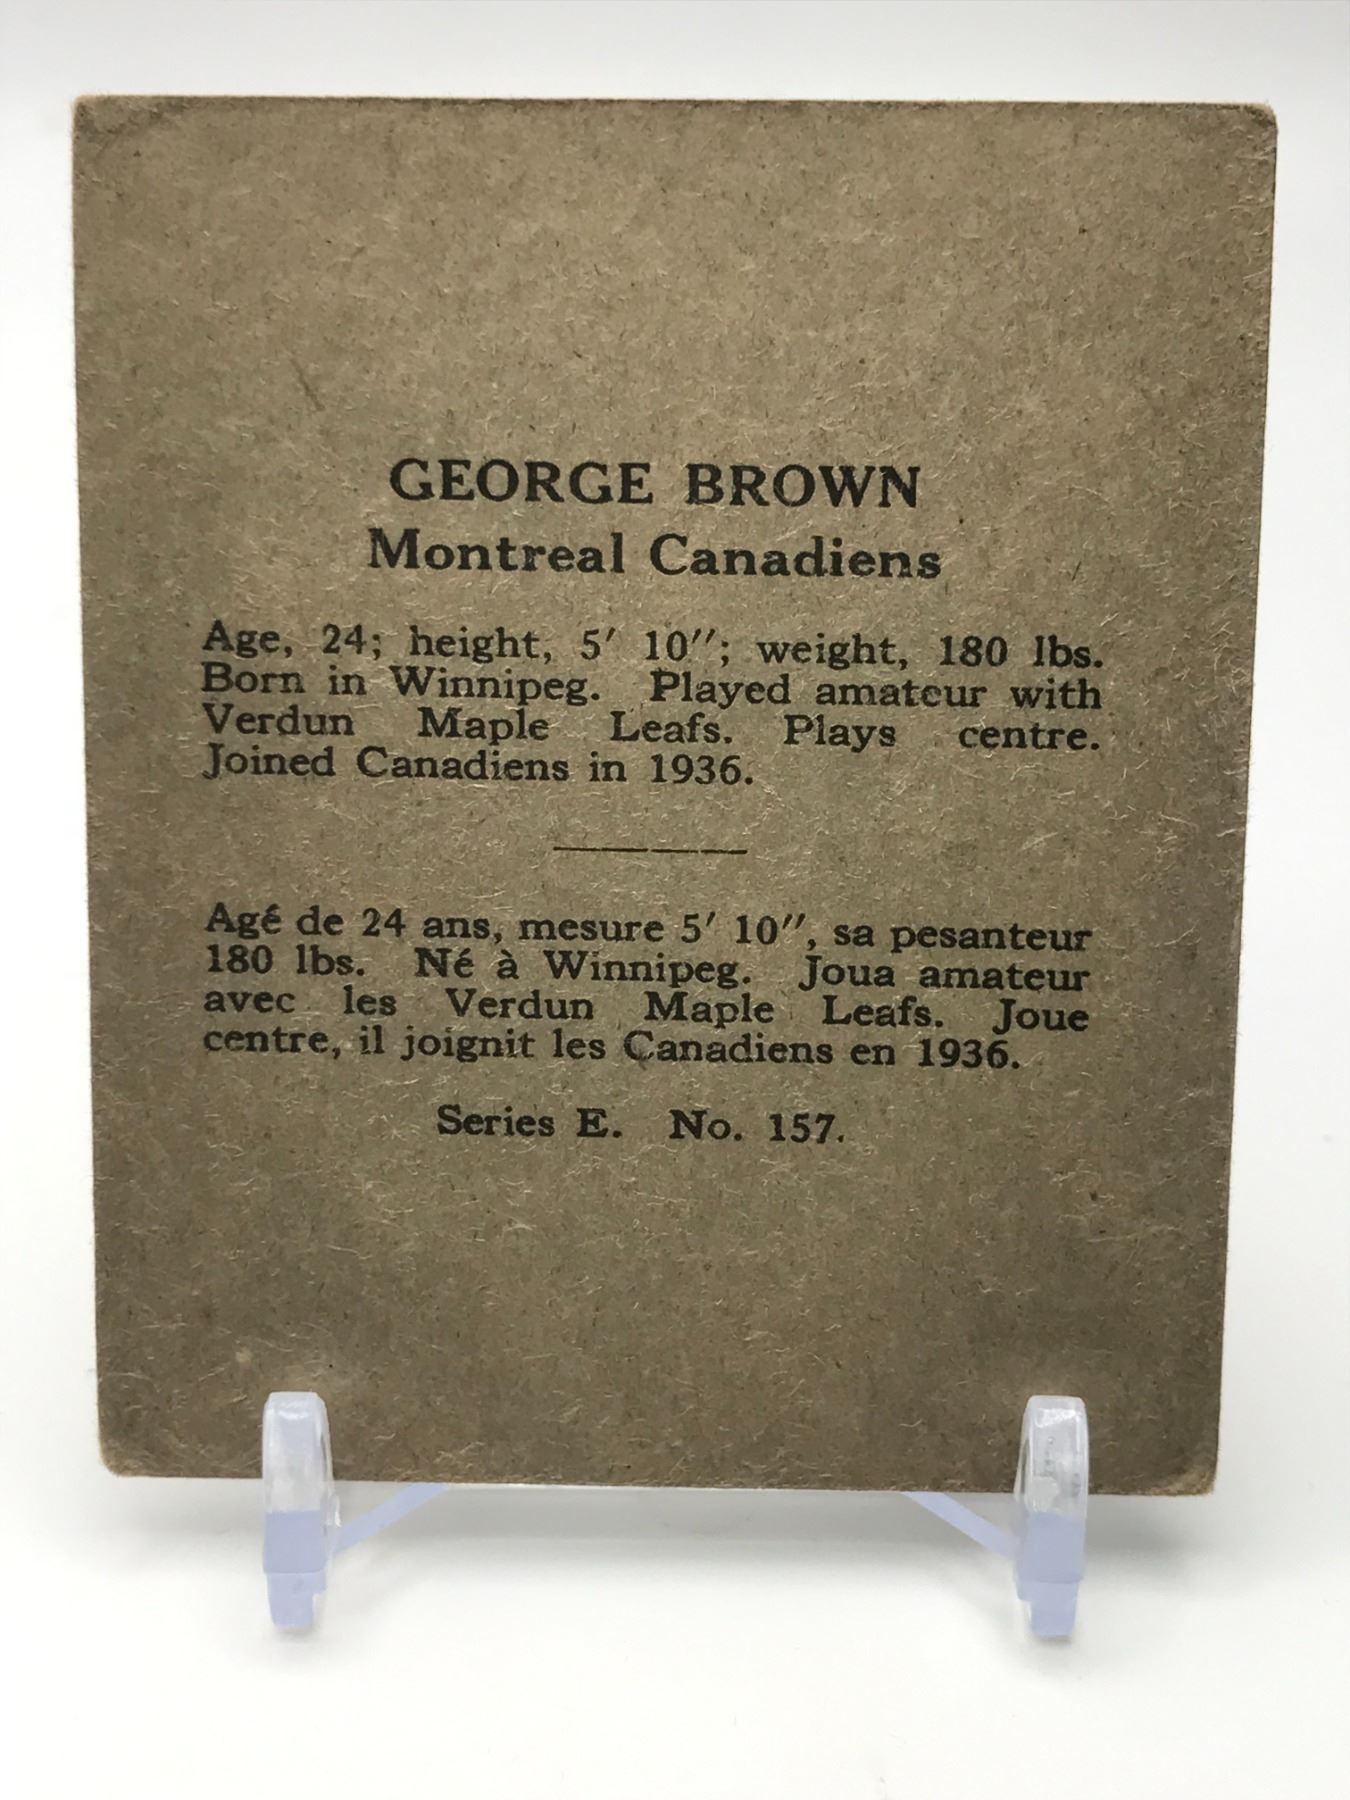 GEORGE BROWN
Montreal Canadiens
Age, 24; height, 5′ 10″; weight, 180 lbs.
Born in Winnipeg. Played amateur with
Verdun Maple Leafs. Plays centre.
Joined Canadiens in 1936.
Agé de 24 ans, mesure 5′ 10″, sa pesanteur
180 lbs. Né à Winnipeg. Joua amateur
avec les Verdun Maple Leafs. Joue
centre, il joignit les Canadiens en 1936.
Series E. No. 157.